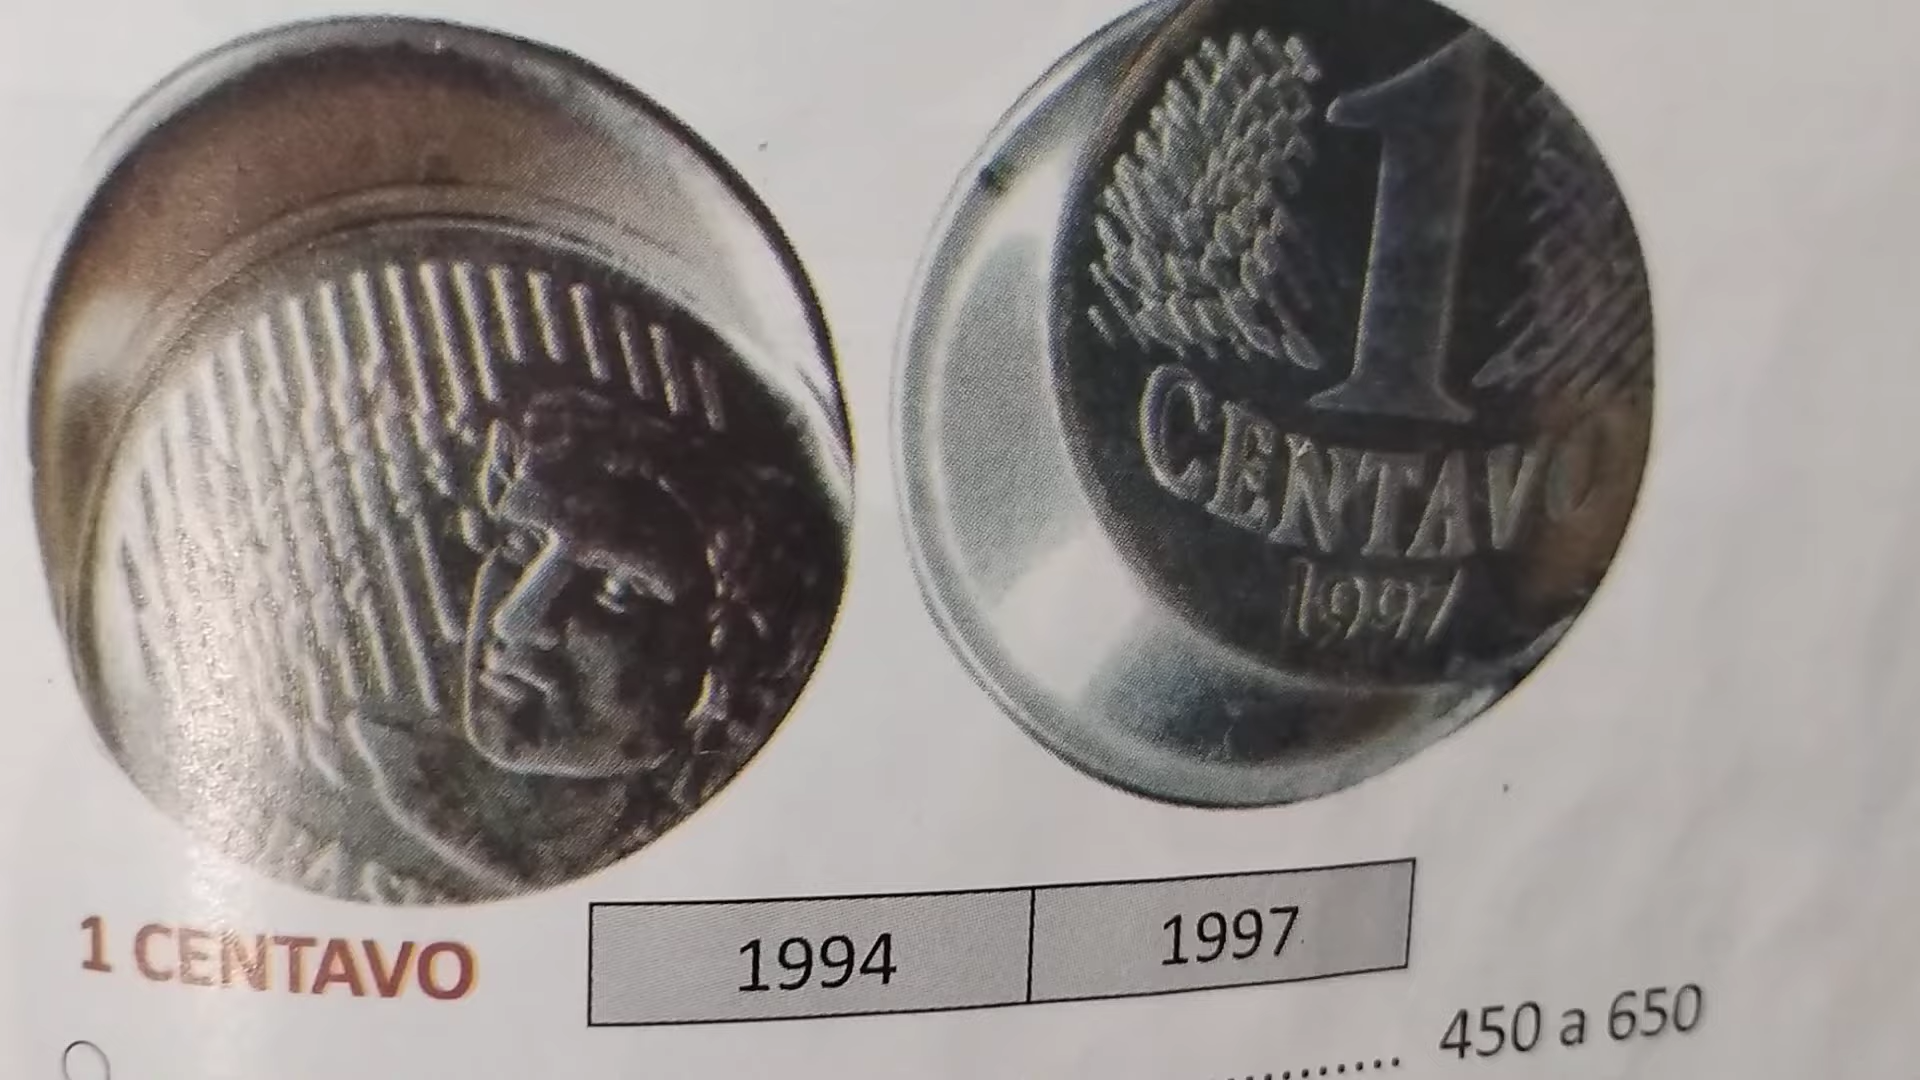 1
CENTAVO
1997
1 CENTAVO
1994 1997
.......... 450 a 650